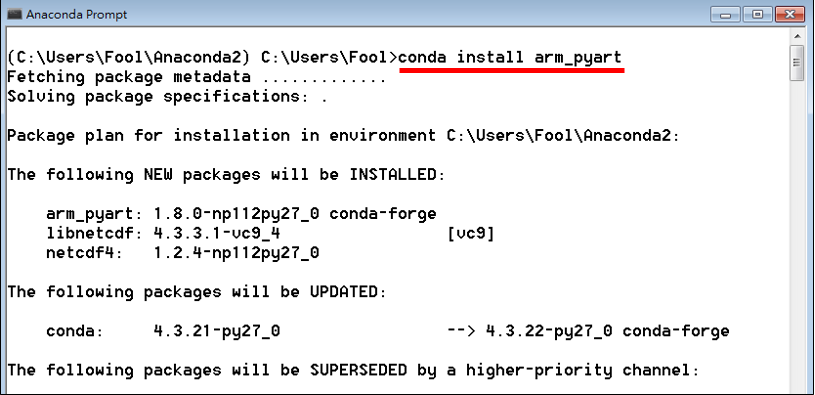 Anaconda Prompt
(C:\Users\Fool\Anaconda2) C:\Users\Fool>conda install arm_pyart
Fetching package metadata .............
Solving package specifications: .
Package plan for installation in environment C:\Users\Fool\Anaconda2:
The following NEW packages will be INSTALLED:
arm_pyart: 1.8.0-np112py27_0 conda-forge
libnetcdf: 4.3.3.1-vc9_4 [vc9]
netcdf4: 1.2.4-np112py27_0
The following packages will be UPDATED:
conda: 4.3.21-py27_0 --> 4.3.22-py27_0 conda-forge
The following packages will be SUPERSEDED by a higher-priority channel: